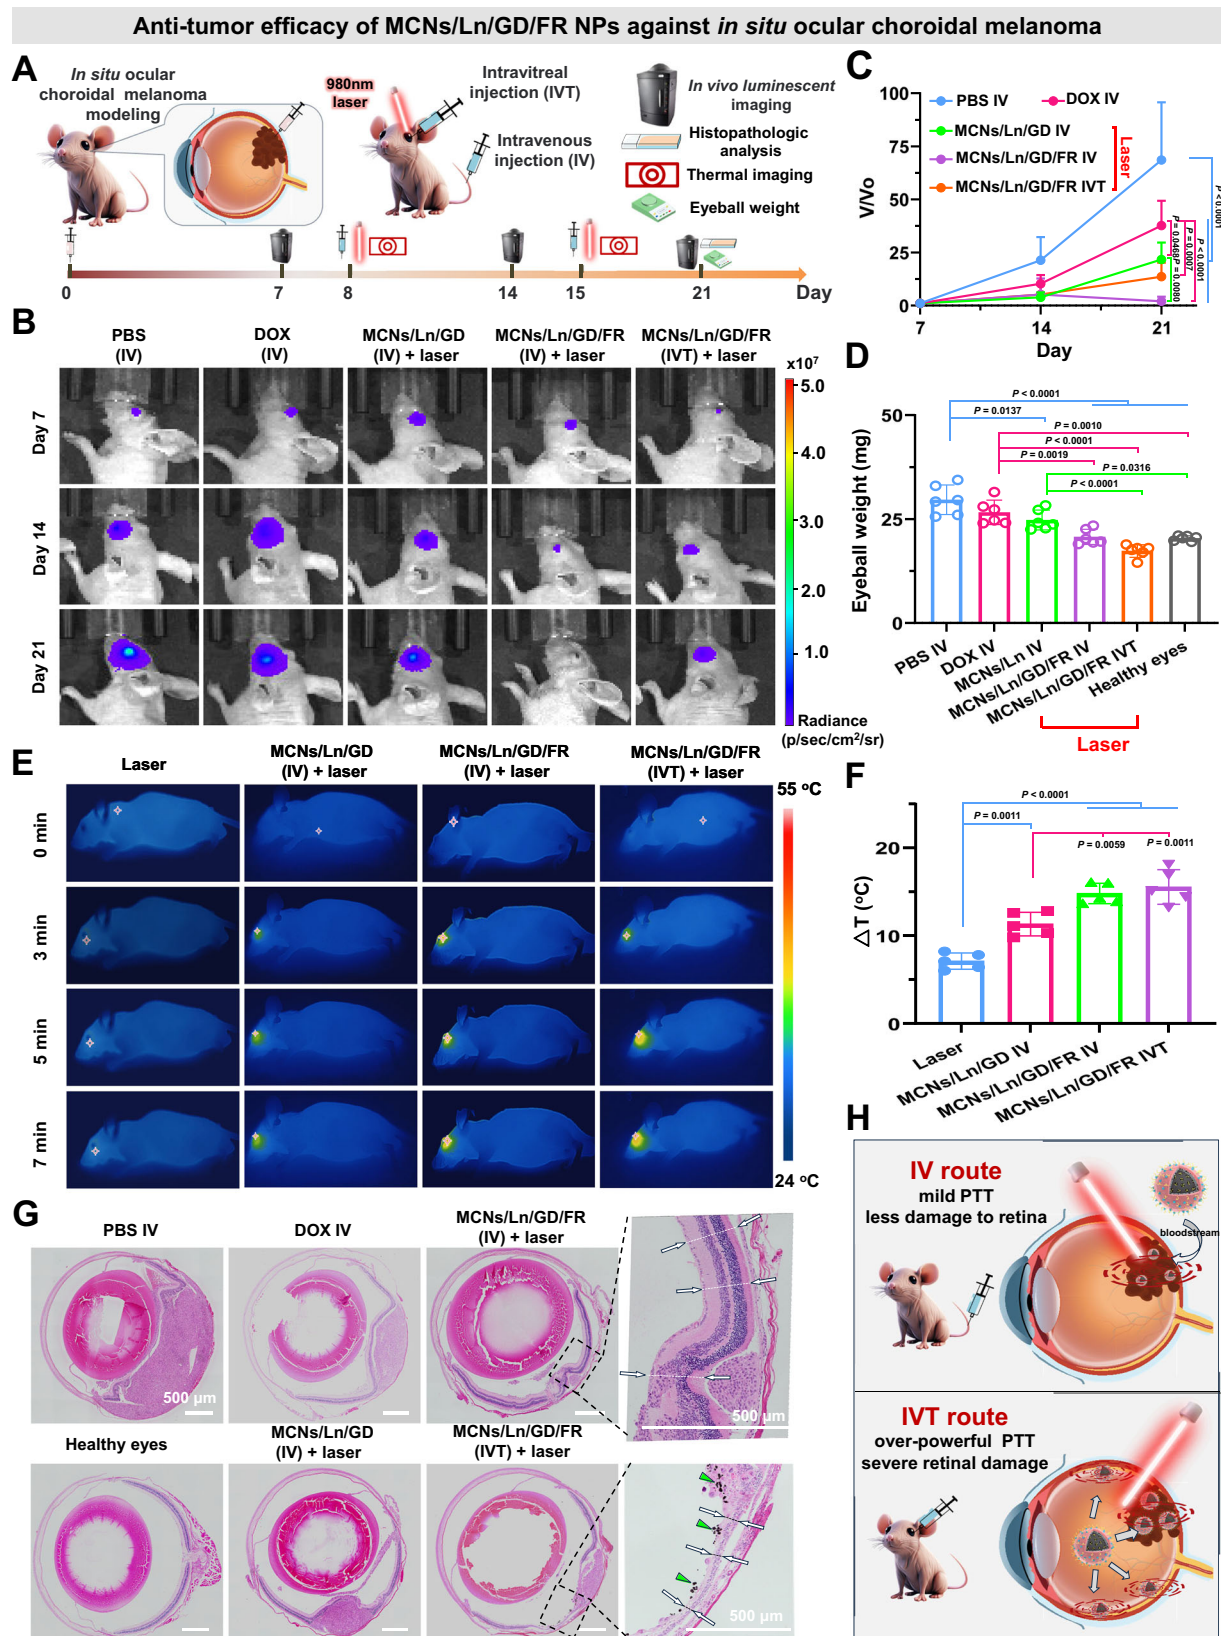 Anti-tumor efficacy of MCNs/Ln/GD/FR NPs against in situ ocular choroidal melanoma
A
In situ ocular
choroidal melanoma
modeling
980nm
laser
Intravitreal
injection (IVT)
Intravenous
injection (IV)
In vivo luminescent
imaging
Histopathologic
analysis
Thermal imaging
Eyeball weight
0
7
8
14
15
21
Day
B
PBS
(IV)
DOX
(IV)
MCNs/Ln/GD
(IV) + laser
MCNs/Ln/GD/FR
(IV) + laser
MCNs/Ln/GD/FR
(IVT) + laser
Day 7
Day 14
Day 21
x10⁷
5.0
4.0
3.0
2.0
1.0
Radiance
(p/sec/cm²/sr)
C
V/Vo
100
75
50
25
0
7
14
21
Day
PBS IV
DOX IV
MCNs/Ln/GD IV
MCNs/Ln/GD/FR IV
MCNs/Ln/GD/FR IVT
Laser
P = 0.0468
P = 0.0080
P = 0.0007
P < 0.0001
P < 0.0001
D
Eyeball weight (mg)
50
25
0
P < 0.0001
P = 0.0137
P = 0.0010
P < 0.0001
P = 0.0019
P = 0.0316
P < 0.0001
PBS IV
DOX IV
MCNs/Ln IV
MCNs/Ln/GD/FR IV
MCNs/Ln/GD/FR IVT
Healthy eyes
Laser
E
Laser
MCNs/Ln/GD
(IV) + laser
MCNs/Ln/GD/FR
(IV) + laser
MCNs/Ln/GD/FR
(IVT) + laser
0 min
3 min
5 min
7 min
55 °C
24 °C
F
△T (°C)
20
10
0
P < 0.0001
P = 0.0011
P = 0.0059
P = 0.0011
Laser
MCNs/Ln/GD IV
MCNs/Ln/GD/FR IV
MCNs/Ln/GD/FR IVT
G
PBS IV
DOX IV
MCNs/Ln/GD/FR
(IV) + laser
500 µm
500 µm
Healthy eyes
MCNs/Ln/GD
(IV) + laser
MCNs/Ln/GD/FR
(IVT) + laser
500 µm
H
IV route
mild PTT
less damage to retina
bloodstream
IVT route
over-powerful PTT
severe retinal damage